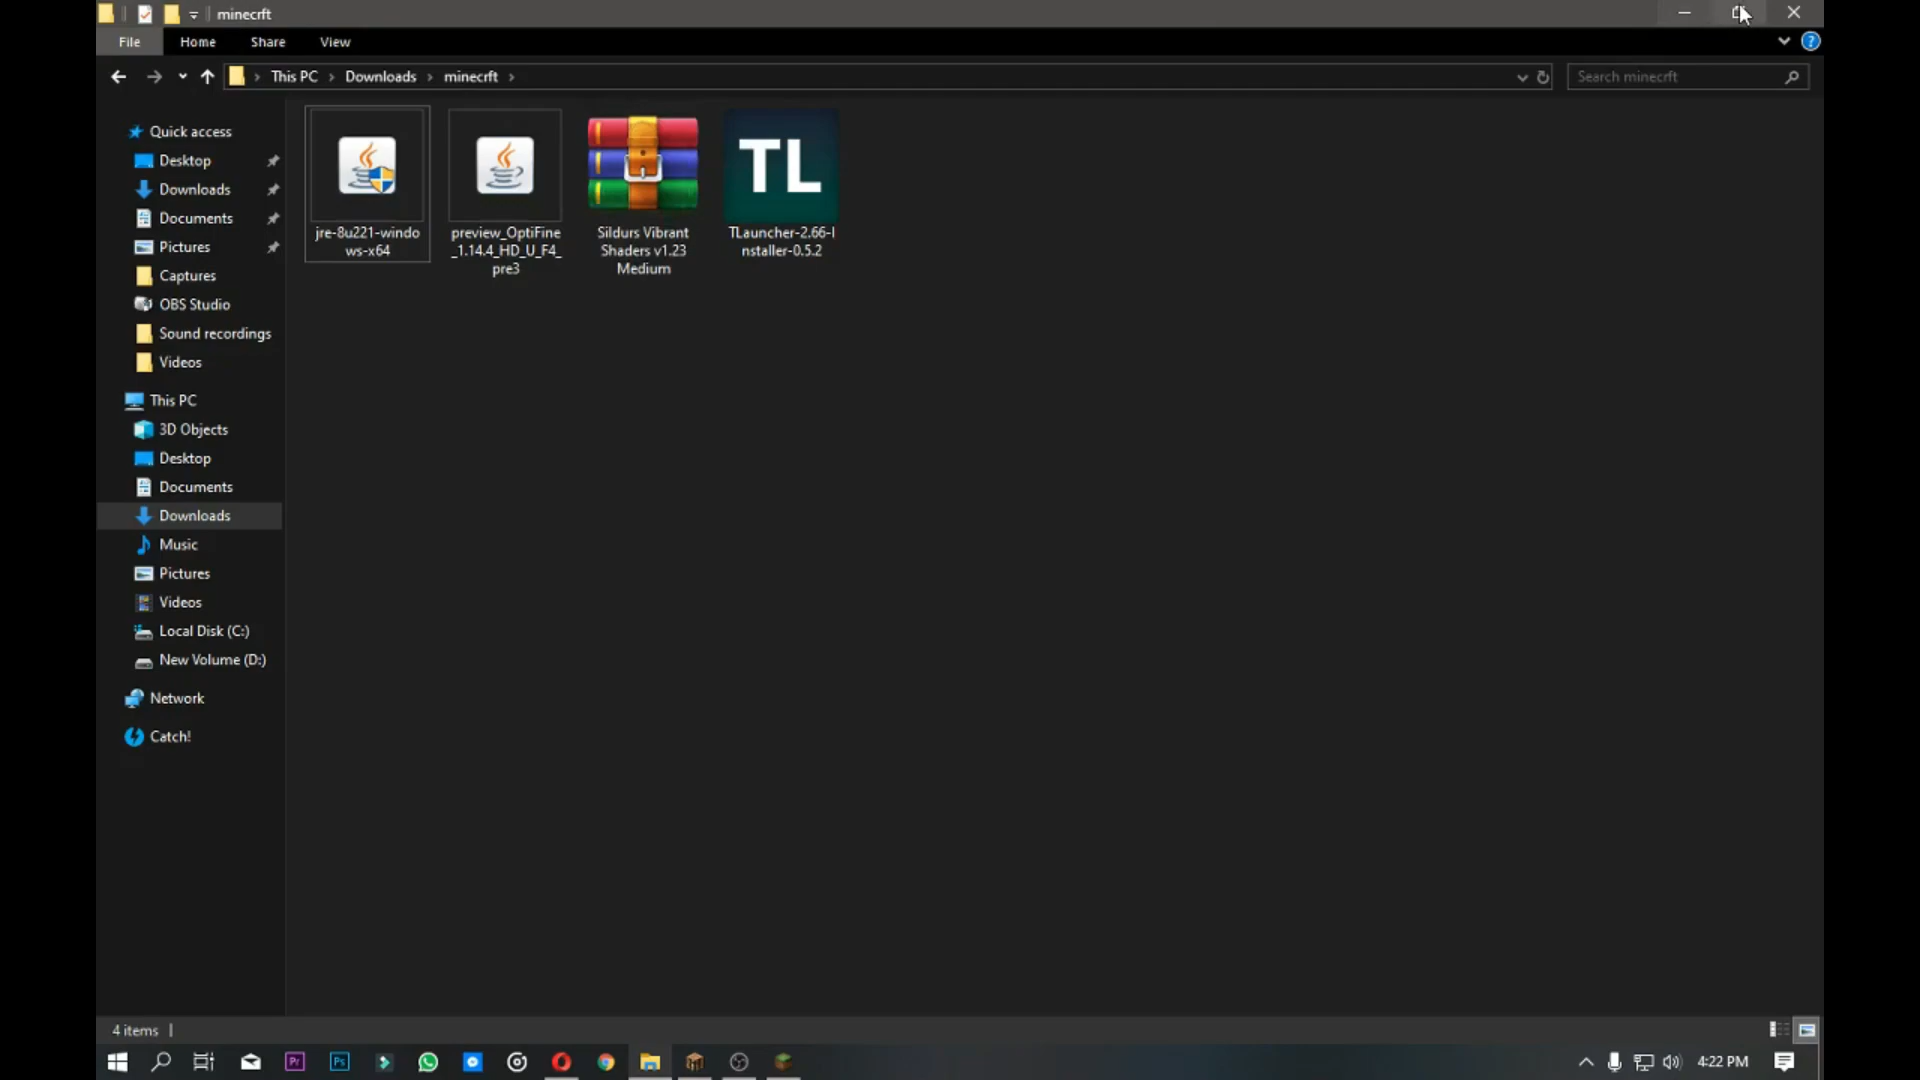 minecrft
File Home Share View
This PC Downloads minecrft
Search minecrft
Quick access
Desktop
Downloads
Documents
Pictures
Captures
OBS Studio
Sound recordings
Videos
This PC
3D Objects
Desktop
Documents
Downloads
Music
Pictures
Videos
Local Disk (C:)
New Volume (D:)
Network
Catch!
jre-8u221-windo
ws-x64
preview_OptiFine
_1.14.4_HD_U_F4_
pre3
Sildurs Vibrant
Shaders v1.23
Medium
TL
TLauncher-2.66-I
nstaller-0.5.2
4 items
Pr
Ps
4:22 PM